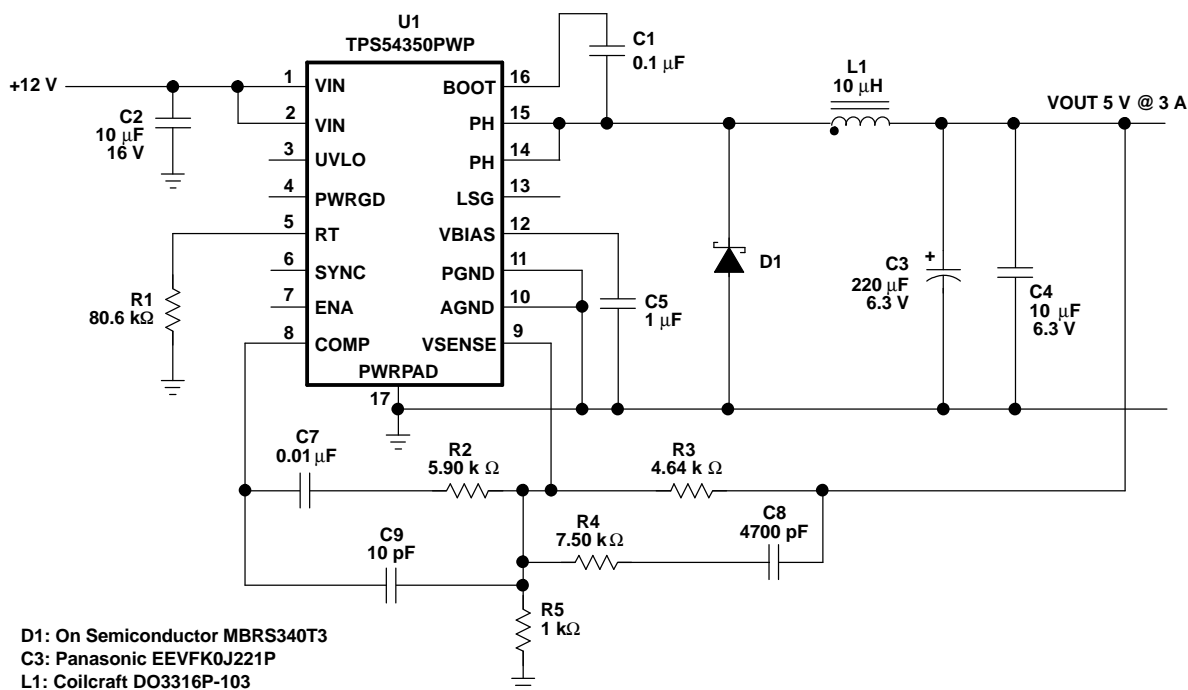 U1
TPS54350PWP
+12 V
C2
10 µF
16 V
1 VIN
2 VIN
3 UVLO
4 PWRGD
5 RT
6 SYNC
7 ENA
8 COMP
BOOT 16
PH 15
PH 14
LSG 13
VBIAS 12
PGND 11
AGND 10
VSENSE 9
PWRPAD
17
R1
80.6 kΩ
C1
0.1 µF
L1
10 µH
VOUT 5 V @ 3 A
D1
C5
1 µF
C3
+
220 µF
6.3 V
C4
10 µF
6.3 V
C7
0.01 µF
R2
5.90 k Ω
R3
4.64 k Ω
C9
10 pF
R4
7.50 k Ω
C8
4700 pF
R5
1 kΩ
D1: On Semiconductor MBRS340T3
C3: Panasonic EEVFK0J221P
L1: Coilcraft DO3316P-103